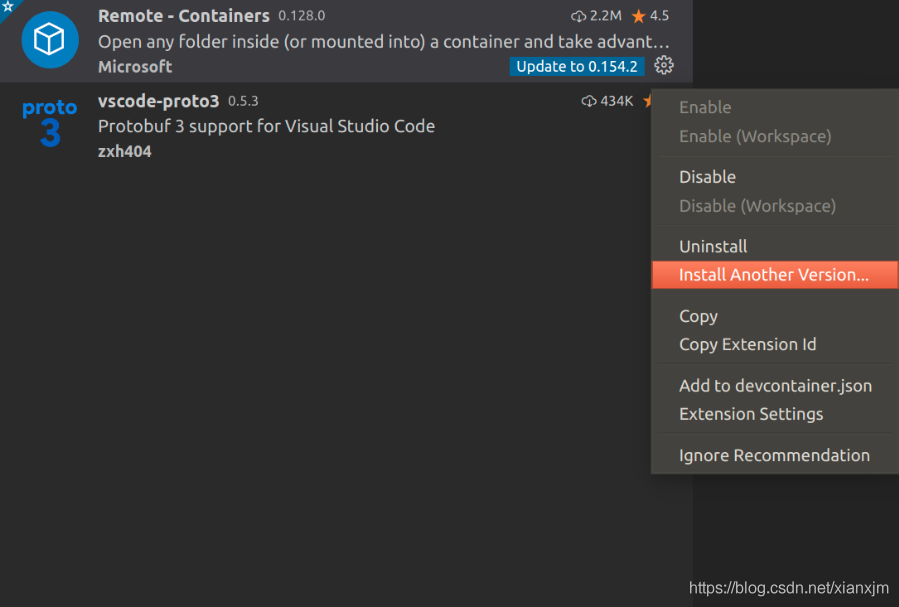 Remote - Containers 0.128.0 2.2M 4.5
Open any folder inside (or mounted into) a container and take advant...
Microsoft Update to 0.154.2
proto
3
vscode-proto3 0.5.3 434K
Protobuf 3 support for Visual Studio Code
zxh404
Enable
Enable (Workspace)
Disable
Disable (Workspace)
Uninstall
Install Another Version...
Copy
Copy Extension Id
Add to devcontainer.json
Extension Settings
Ignore Recommendation
https://blog.csdn.net/xianxjm